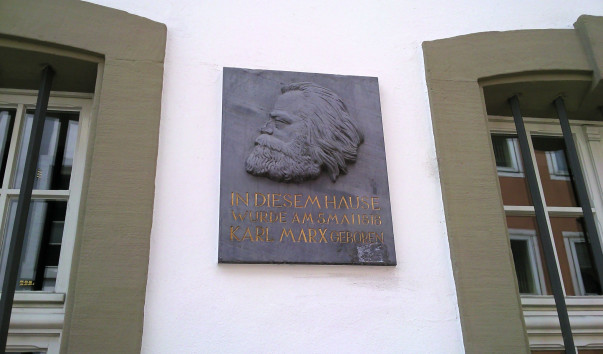 IN DIESEM HAUSE
WURDE AM 5 MAI 1818
KARL MARX GEBOREN